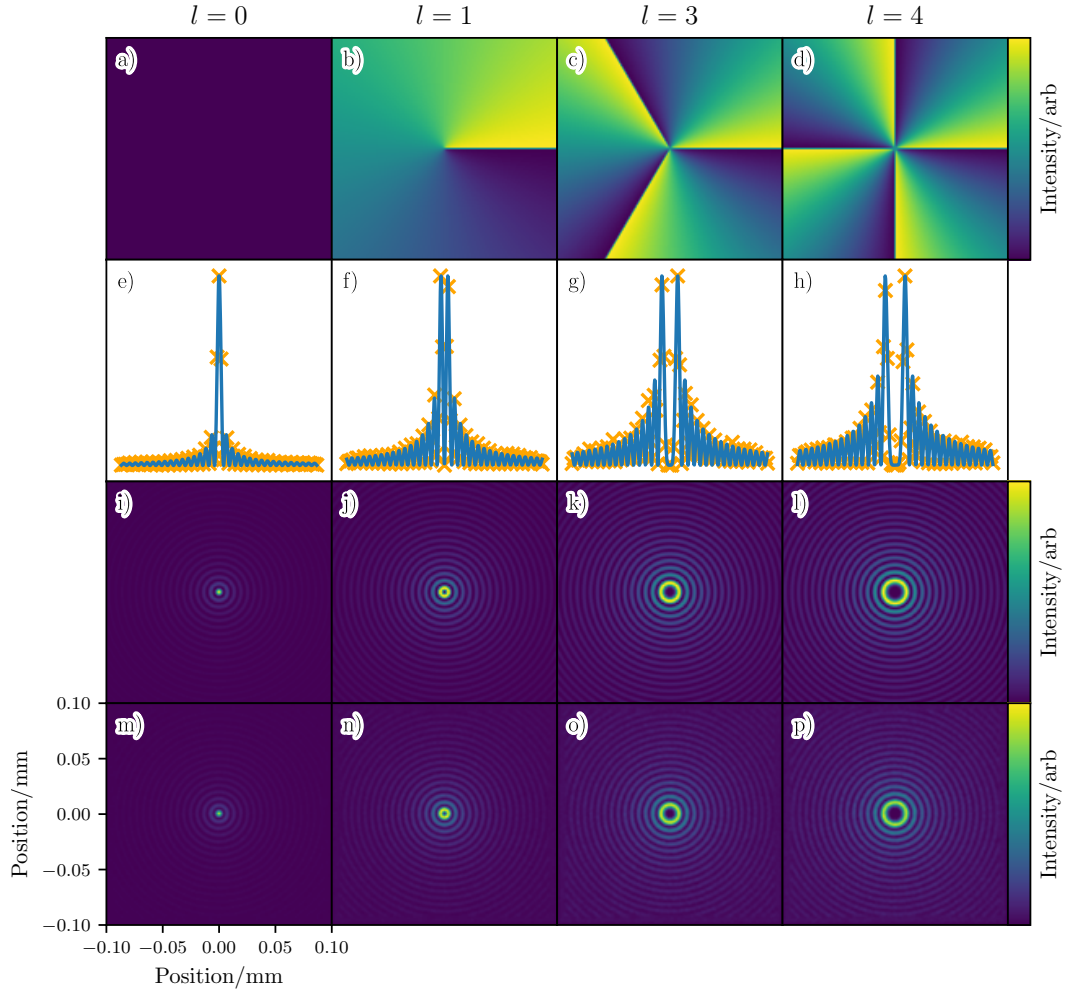 l = 0
l = 1
l = 3
l = 4
a)
b)
c)
d)
Intensity/arb
e)
f)
g)
h)
i)
j)
k)
l)
Intensity/arb
m)
n)
o)
p)
Intensity/arb
Position/mm
0.10
0.05
0.00
−0.05
−0.10
−0.10
−0.05
0.00
0.05
0.10
Position/mm